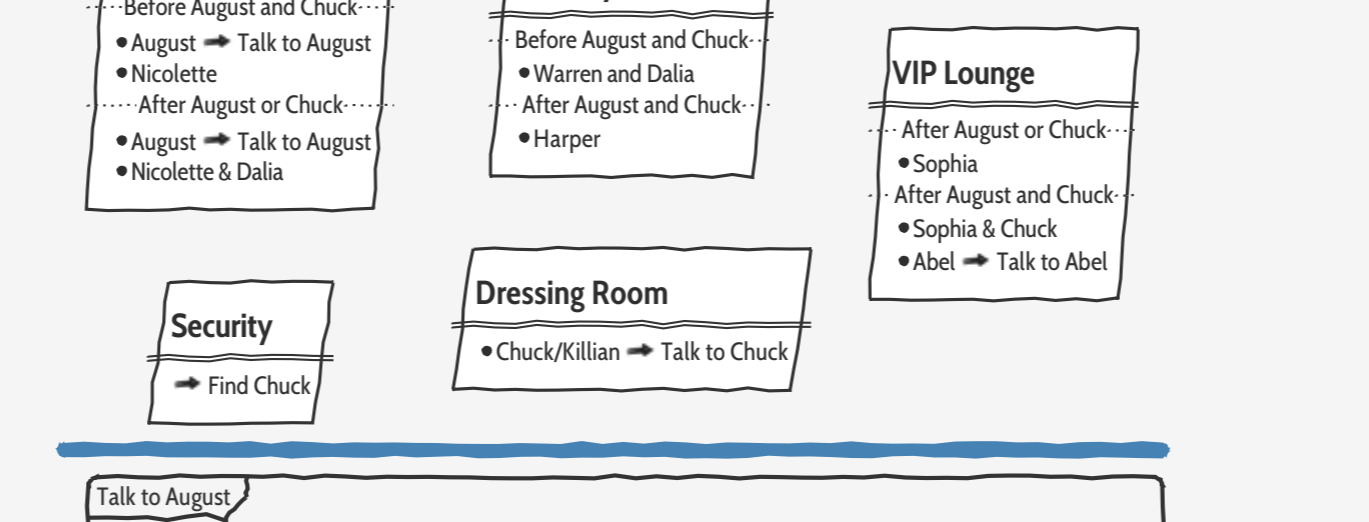 Before August and Chuck
August ➡ Talk to August
Nicolette
After August or Chuck
August ➡ Talk to August
Nicolette & Dalia
Before August and Chuck
Warren and Dalia
After August and Chuck
Harper
VIP Lounge
After August or Chuck
Sophia
After August and Chuck
Sophia & Chuck
Abel ➡ Talk to Abel
Security
➡ Find Chuck
Dressing Room
Chuck/Killian ➡ Talk to Chuck
Talk to August